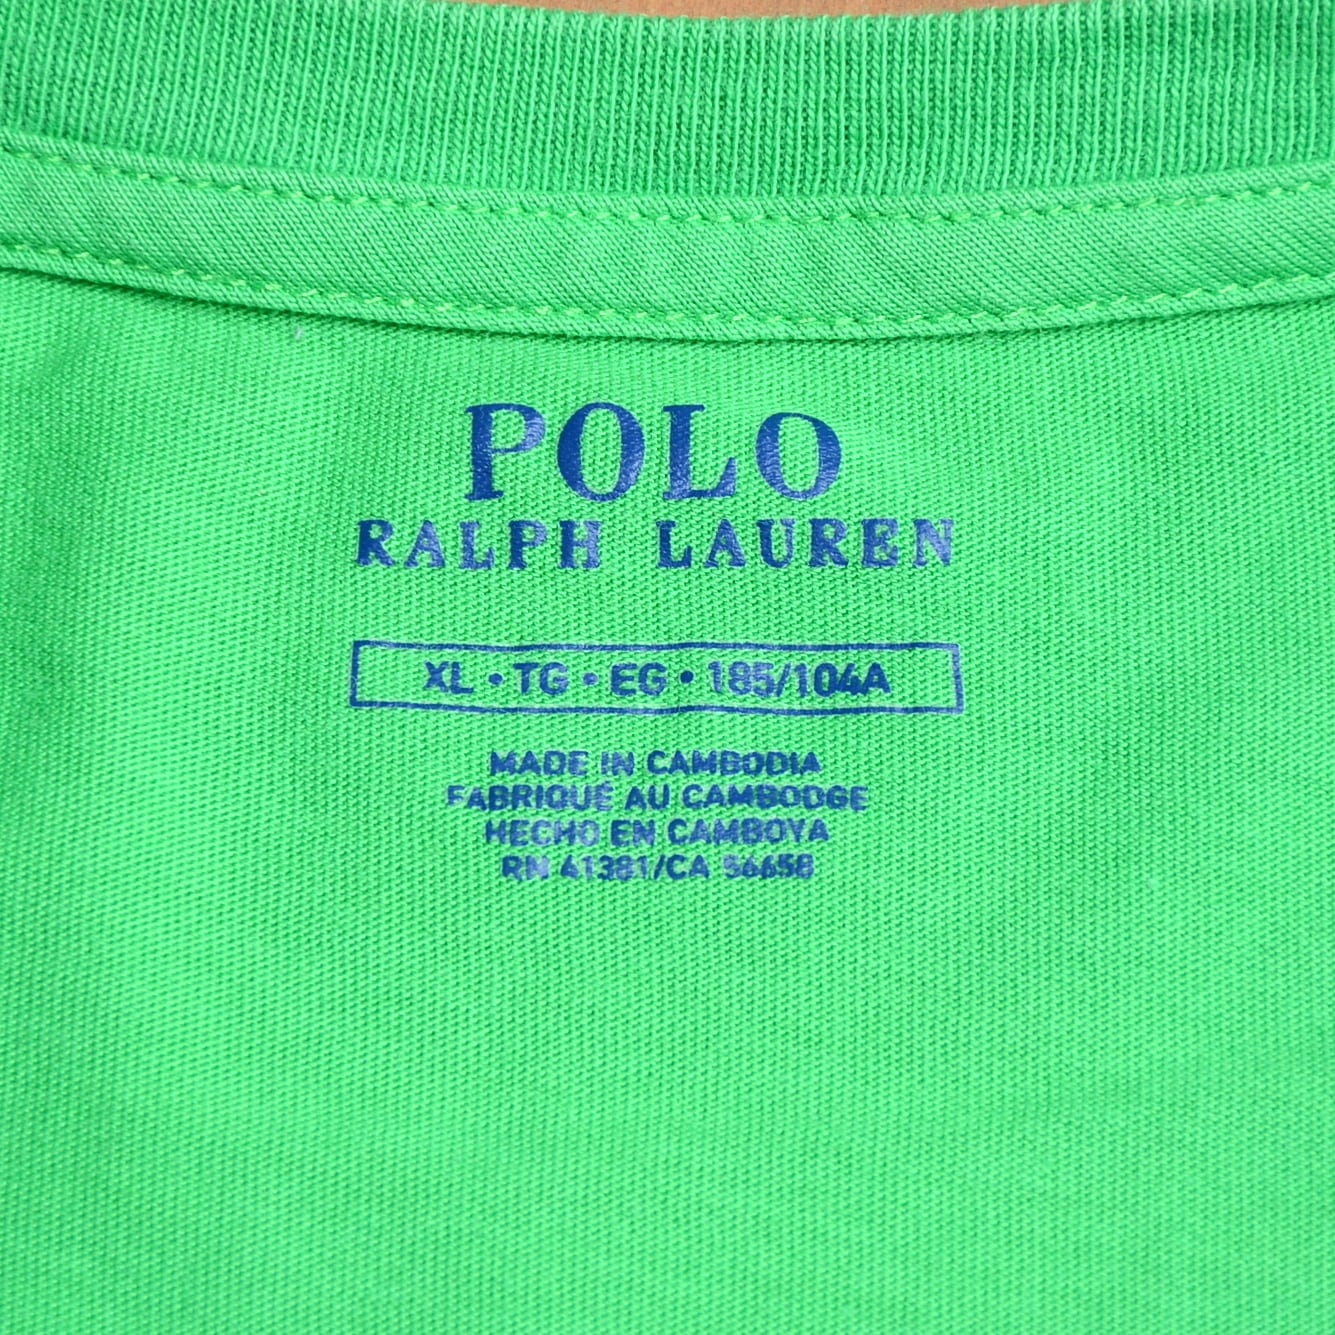 POLO
RALPH LAUREN
XL • TG • EG • 185/104A
MADE IN CAMBODIA
FABRIQUÉ AU CAMBODGE
HECHO EN CAMBOYA
RN 41381/CA 56658